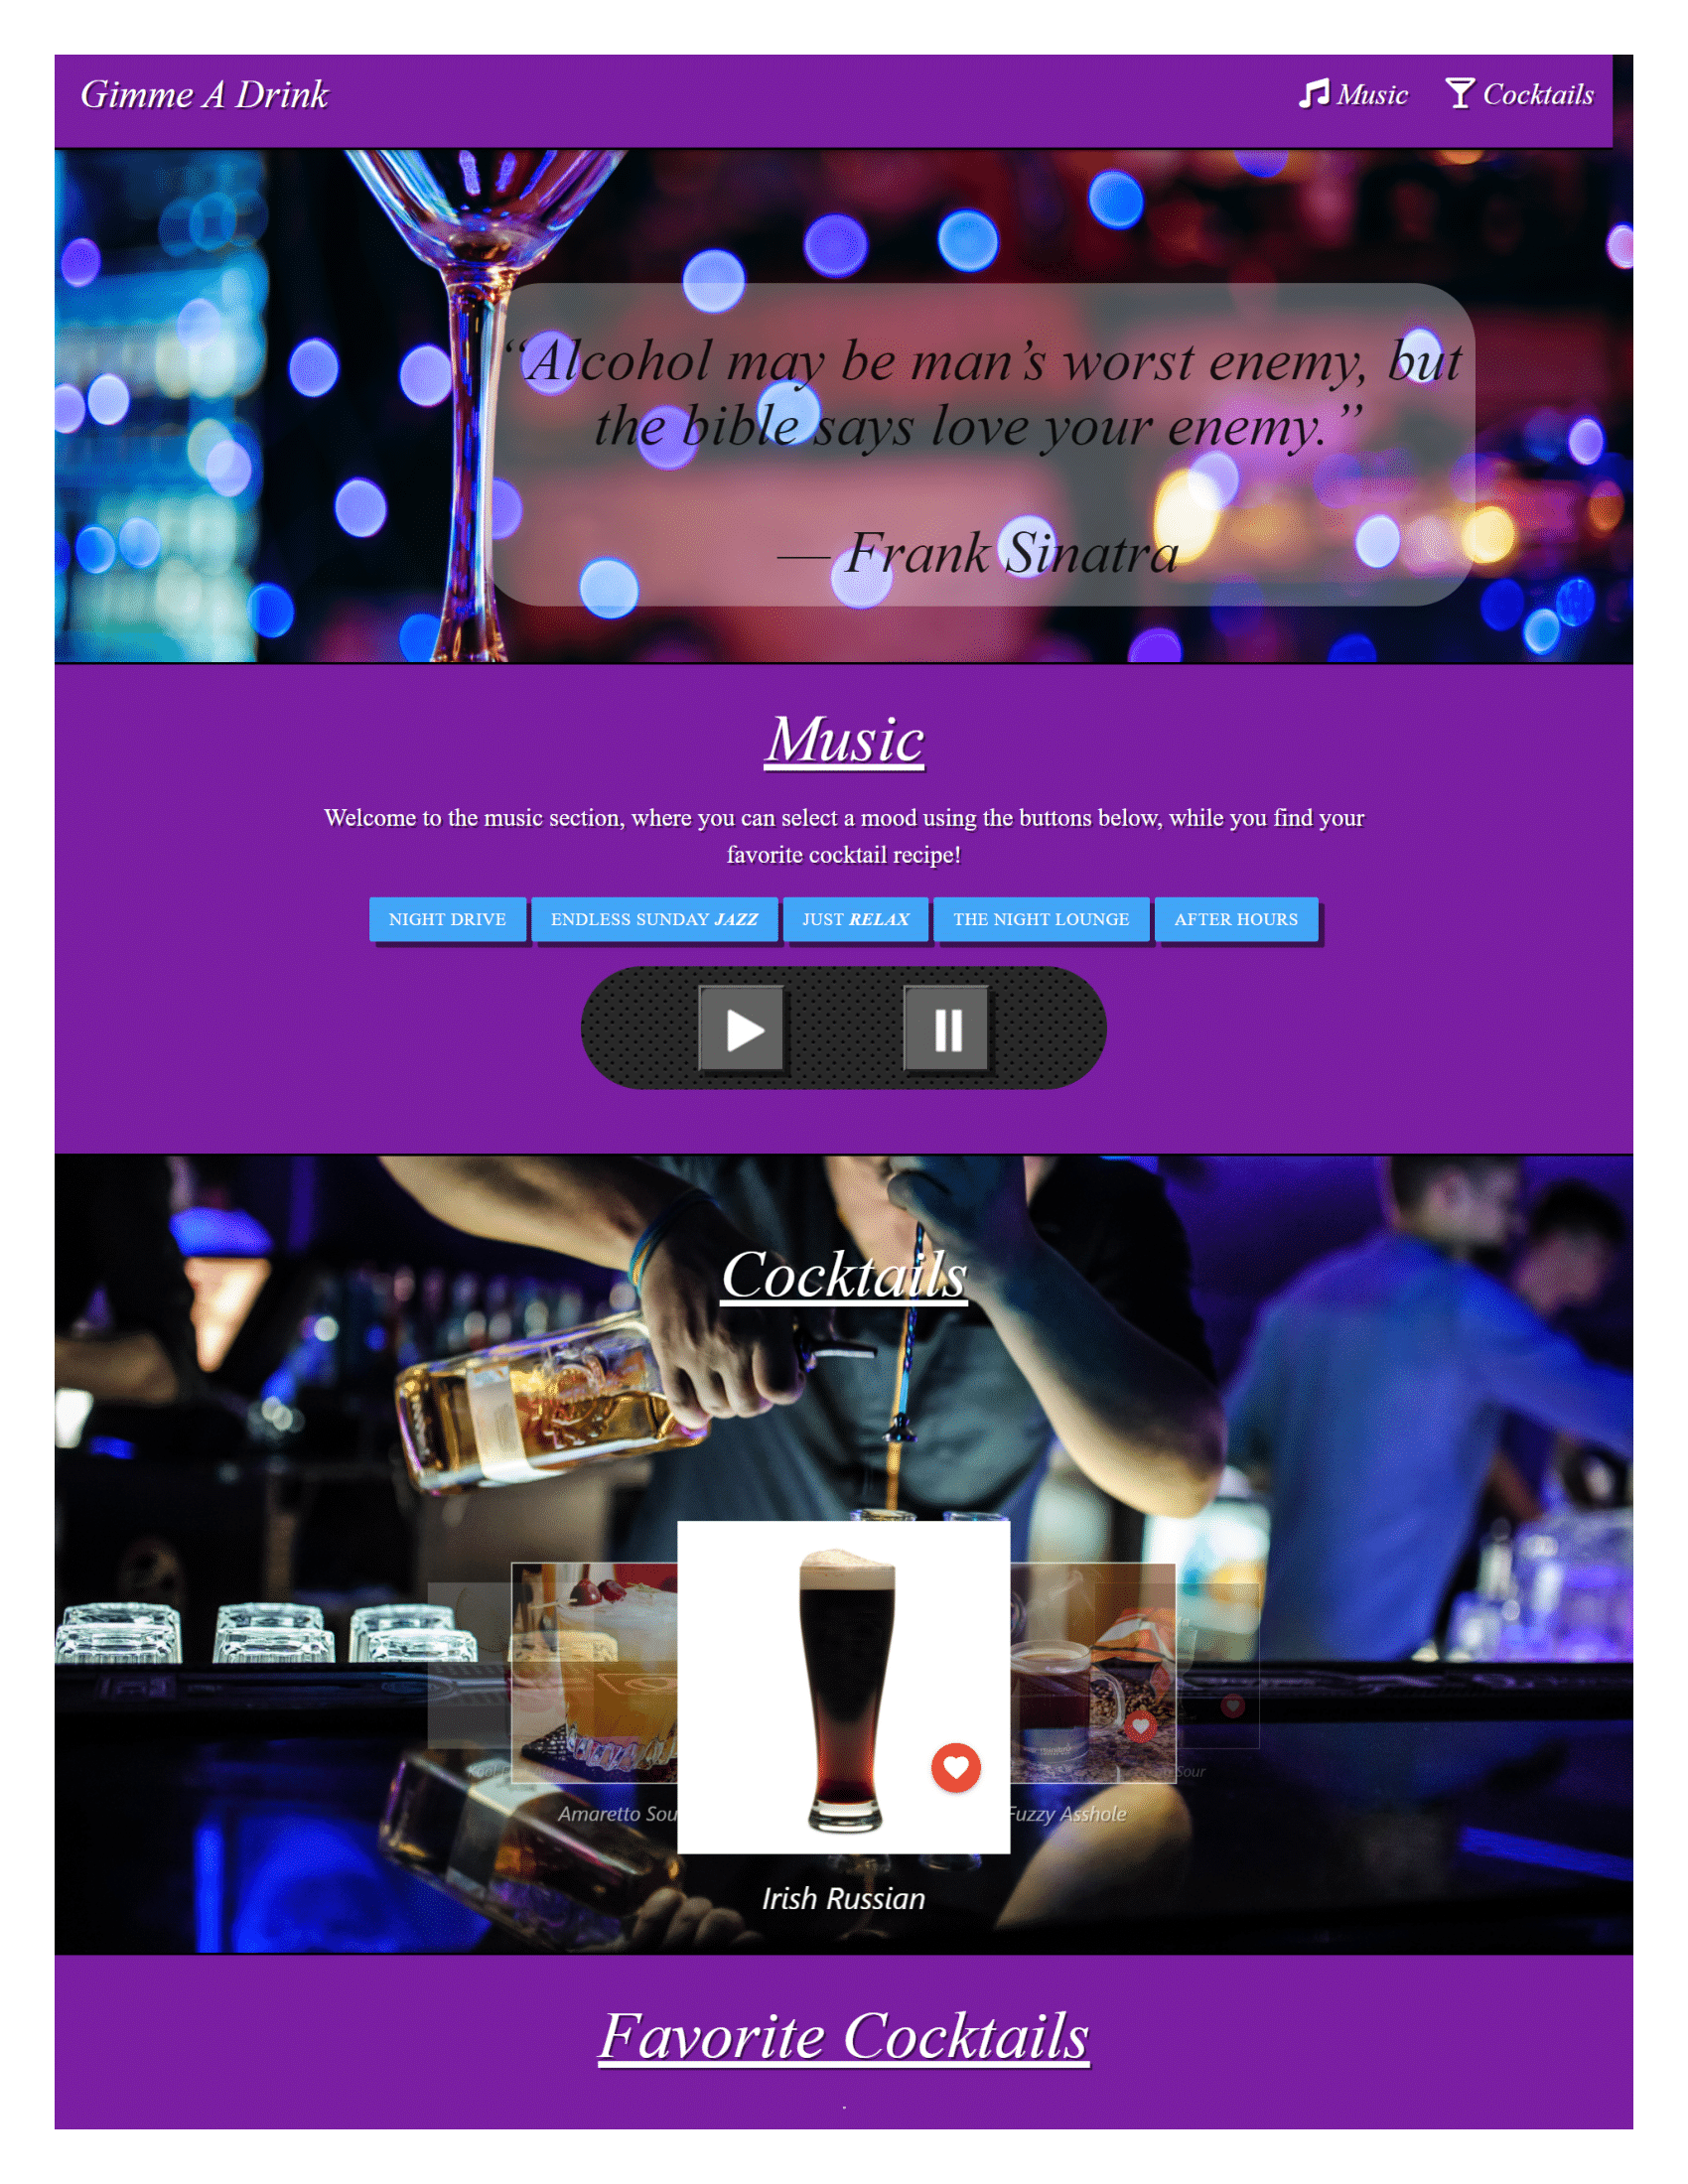 Gimme A Drink
Music
Cocktails
“Alcohol may be man’s worst enemy, but
the bible says love your enemy.”
— Frank Sinatra
Music
Welcome to the music section, where you can select a mood using the buttons below, while you find your
favorite cocktail recipe!
NIGHT DRIVE
ENDLESS SUNDAY JAZZ
JUST RELAX
THE NIGHT LOUNGE
AFTER HOURS
Cocktails
Sour
Amaretto Sou
Fuzzy Asshole
Irish Russian
Favorite Cocktails